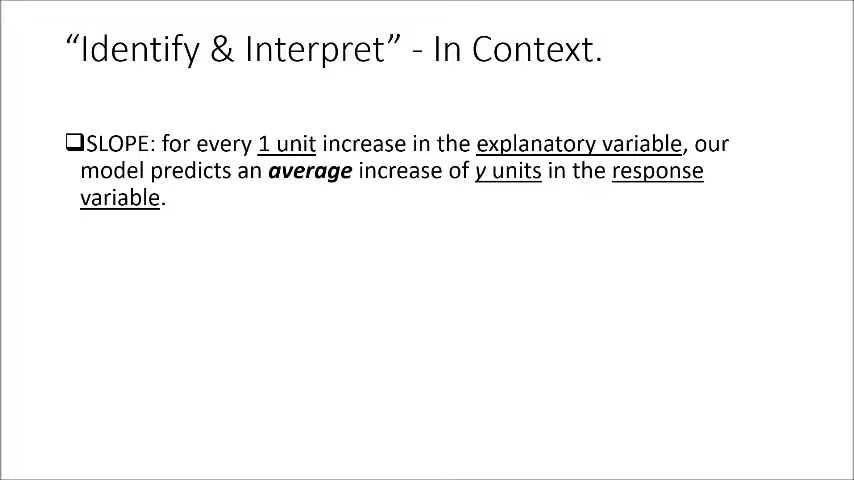 “Identify & Interpret” - In Context.
❑SLOPE: for every 1 unit increase in the explanatory variable, our
model predicts an average increase of y units in the response
variable.